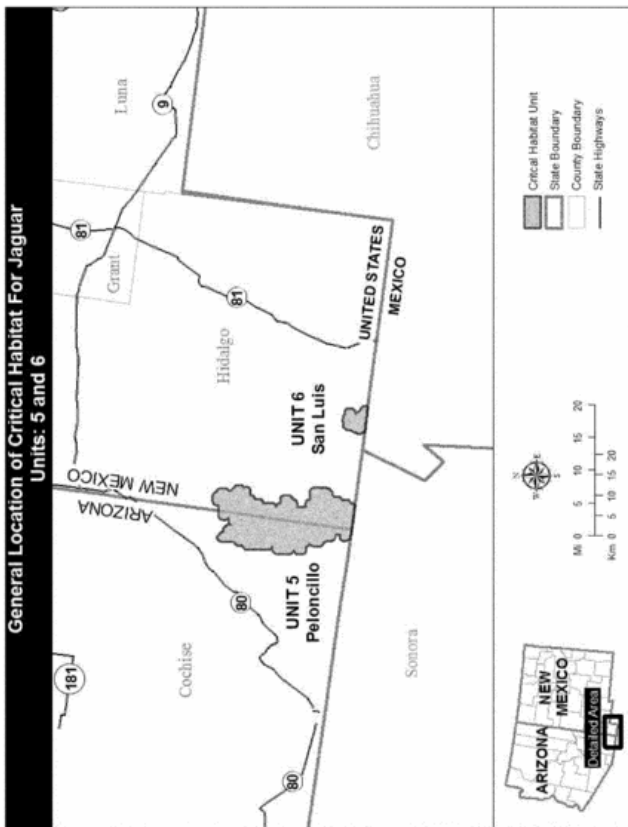 General Location of Critical Habitat For Jaguar
Units: 5 and 6
181
Luna
9
Grant
81
Cochise
ARIZONA
NEW MEXICO
80
Hidalgo
81
UNIT 5
Peloncillo
UNIT 6
San Luis
80
UNITED STATES
MEXICO
Sonora
Chihuahua
ARIZONA
NEW
MEXICO
Detailed Area
N
W
E
S
Mi 0 5 10 15 20
Km 0 5 10 15 20
Critical Habitat Unit
State Boundary
County Boundary
State Highways